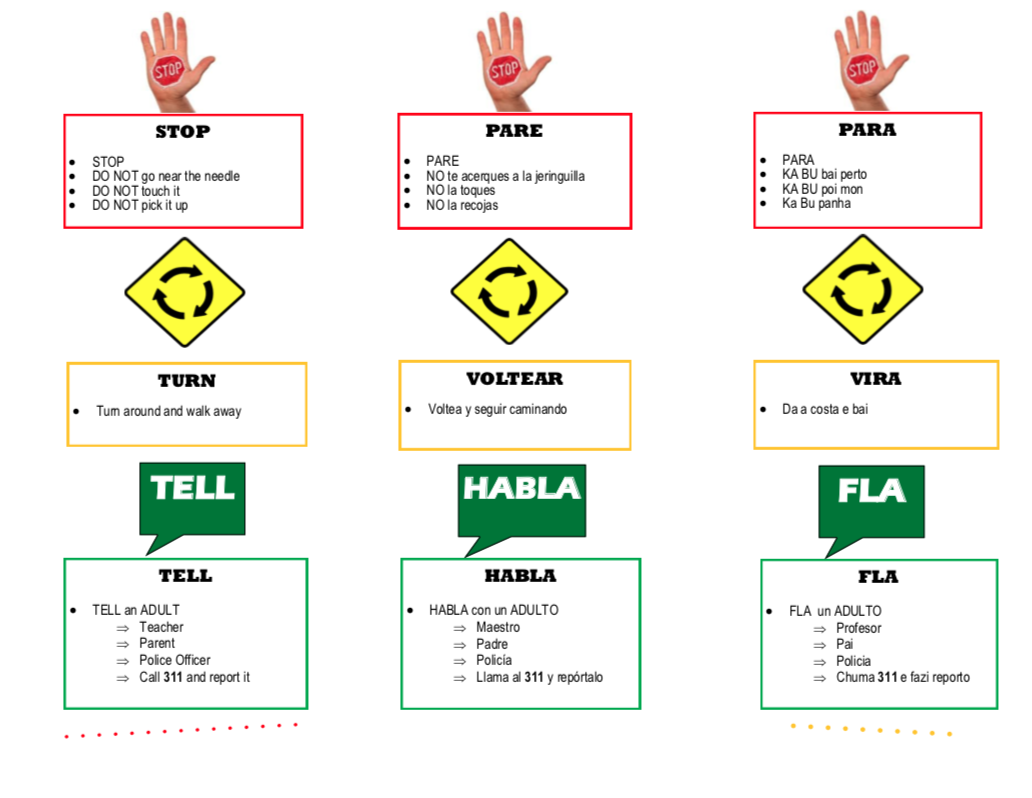 STOP
STOP
• STOP
• DO NOT go near the needle
• DO NOT touch it
• DO NOT pick it up
TURN
• Turn around and walk away
TELL
TELL
• TELL an ADULT
⇒ Teacher
⇒ Parent
⇒ Police Officer
⇒ Call 311 and report it
STOP
PARE
• PARE
• NO te acerques a la jeringuilla
• NO la toques
• NO la recojas
VOLTEAR
• Voltea y seguir caminando
HABLA
HABLA
• HABLA con un ADULTO
⇒ Maestro
⇒ Padre
⇒ Policía
⇒ Llama al 311 y repórtalo
STOP
PARA
• PARA
• KA BU bai perto
• KA BU poi mon
• Ka Bu panha
VIRA
• Da a costa e bai
FLA
FLA
• FLA un ADULTO
⇒ Profesor
⇒ Pai
⇒ Policia
⇒ Chuma 311 e fazi reporto